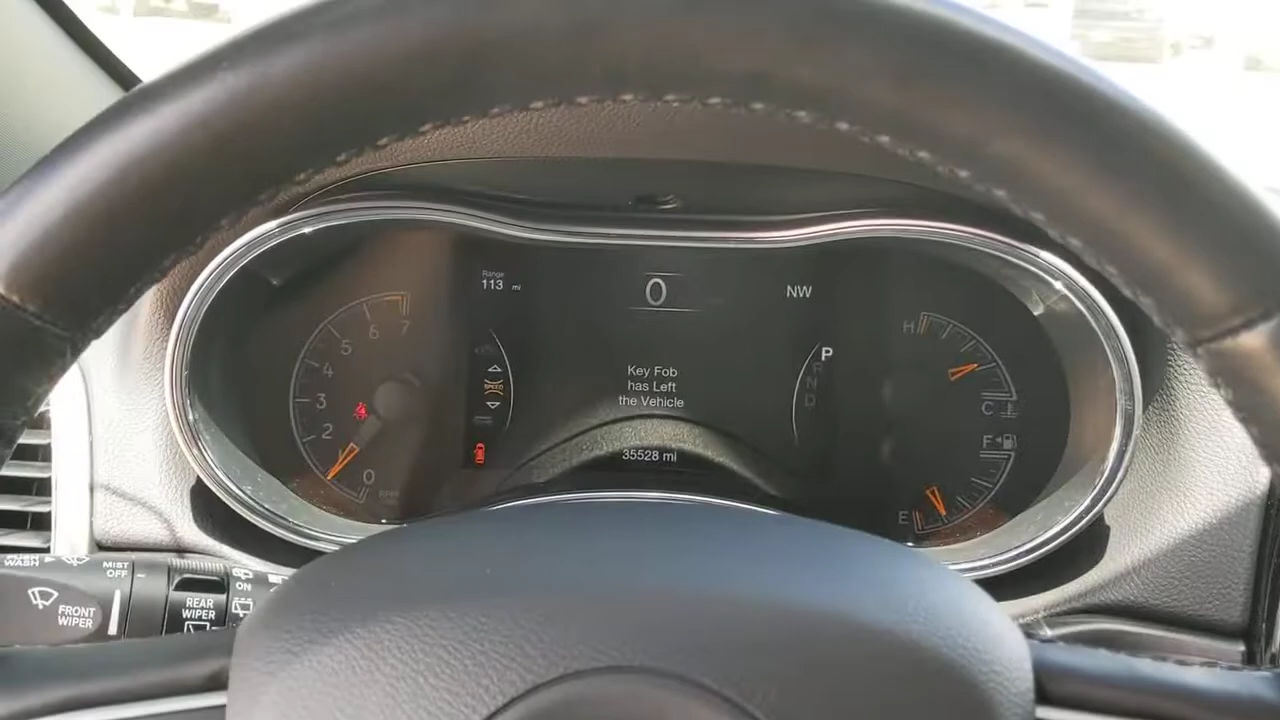 Range
113 mi
0
NW
7
6
5
4
3
2
1
0
SPEED
P
R
N
D
Key Fob
has Left
the Vehicle
35528 mi
H
C
F
E
WASH
MIST
OFF
FRONT
WIPER
REAR
WIPER
ON